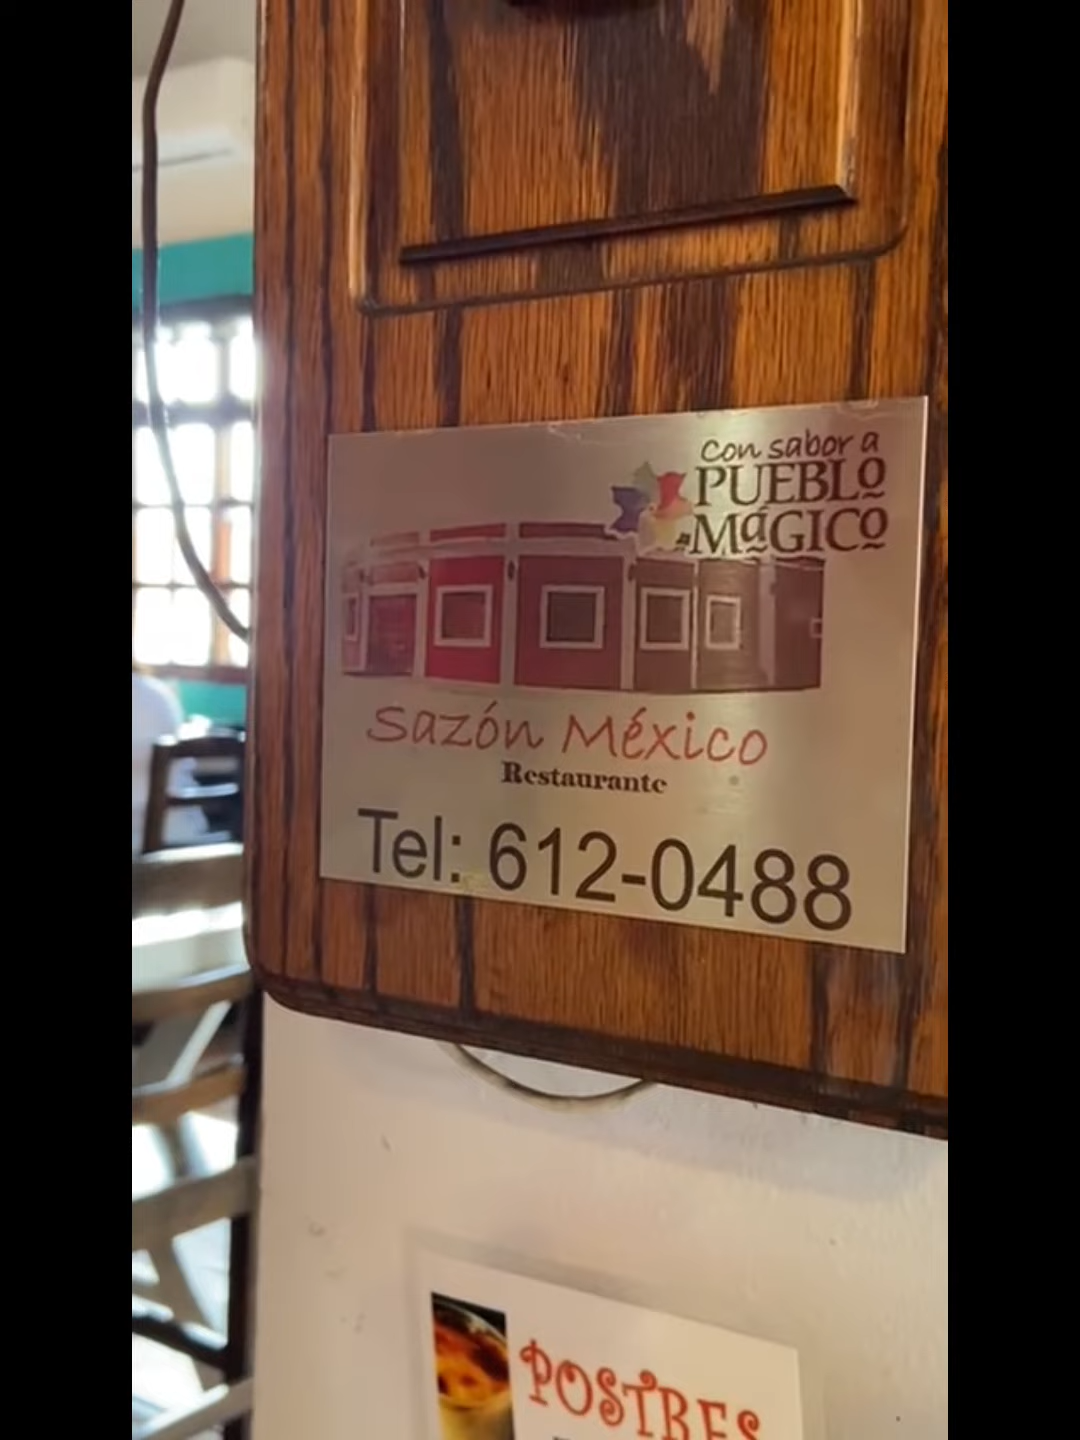 Con sabor a
PUEBLO
MáGICO
Sazón México
Restaurante
Tel: 612-0488
POSTRES